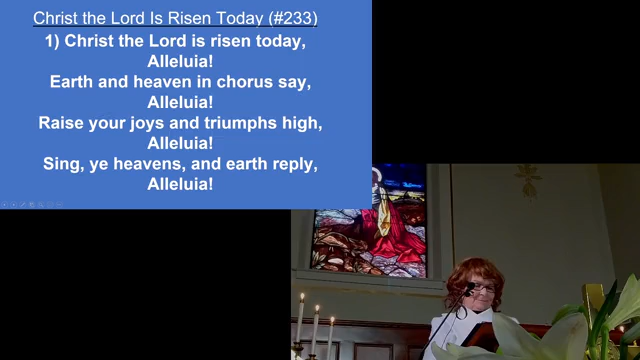 Christ the Lord Is Risen Today (#233)
1) Christ the Lord is risen today,
Alleluia!
Earth and heaven in chorus say,
Alleluia!
Raise your joys and triumphs high,
Alleluia!
Sing, ye heavens, and earth reply,
Alleluia!